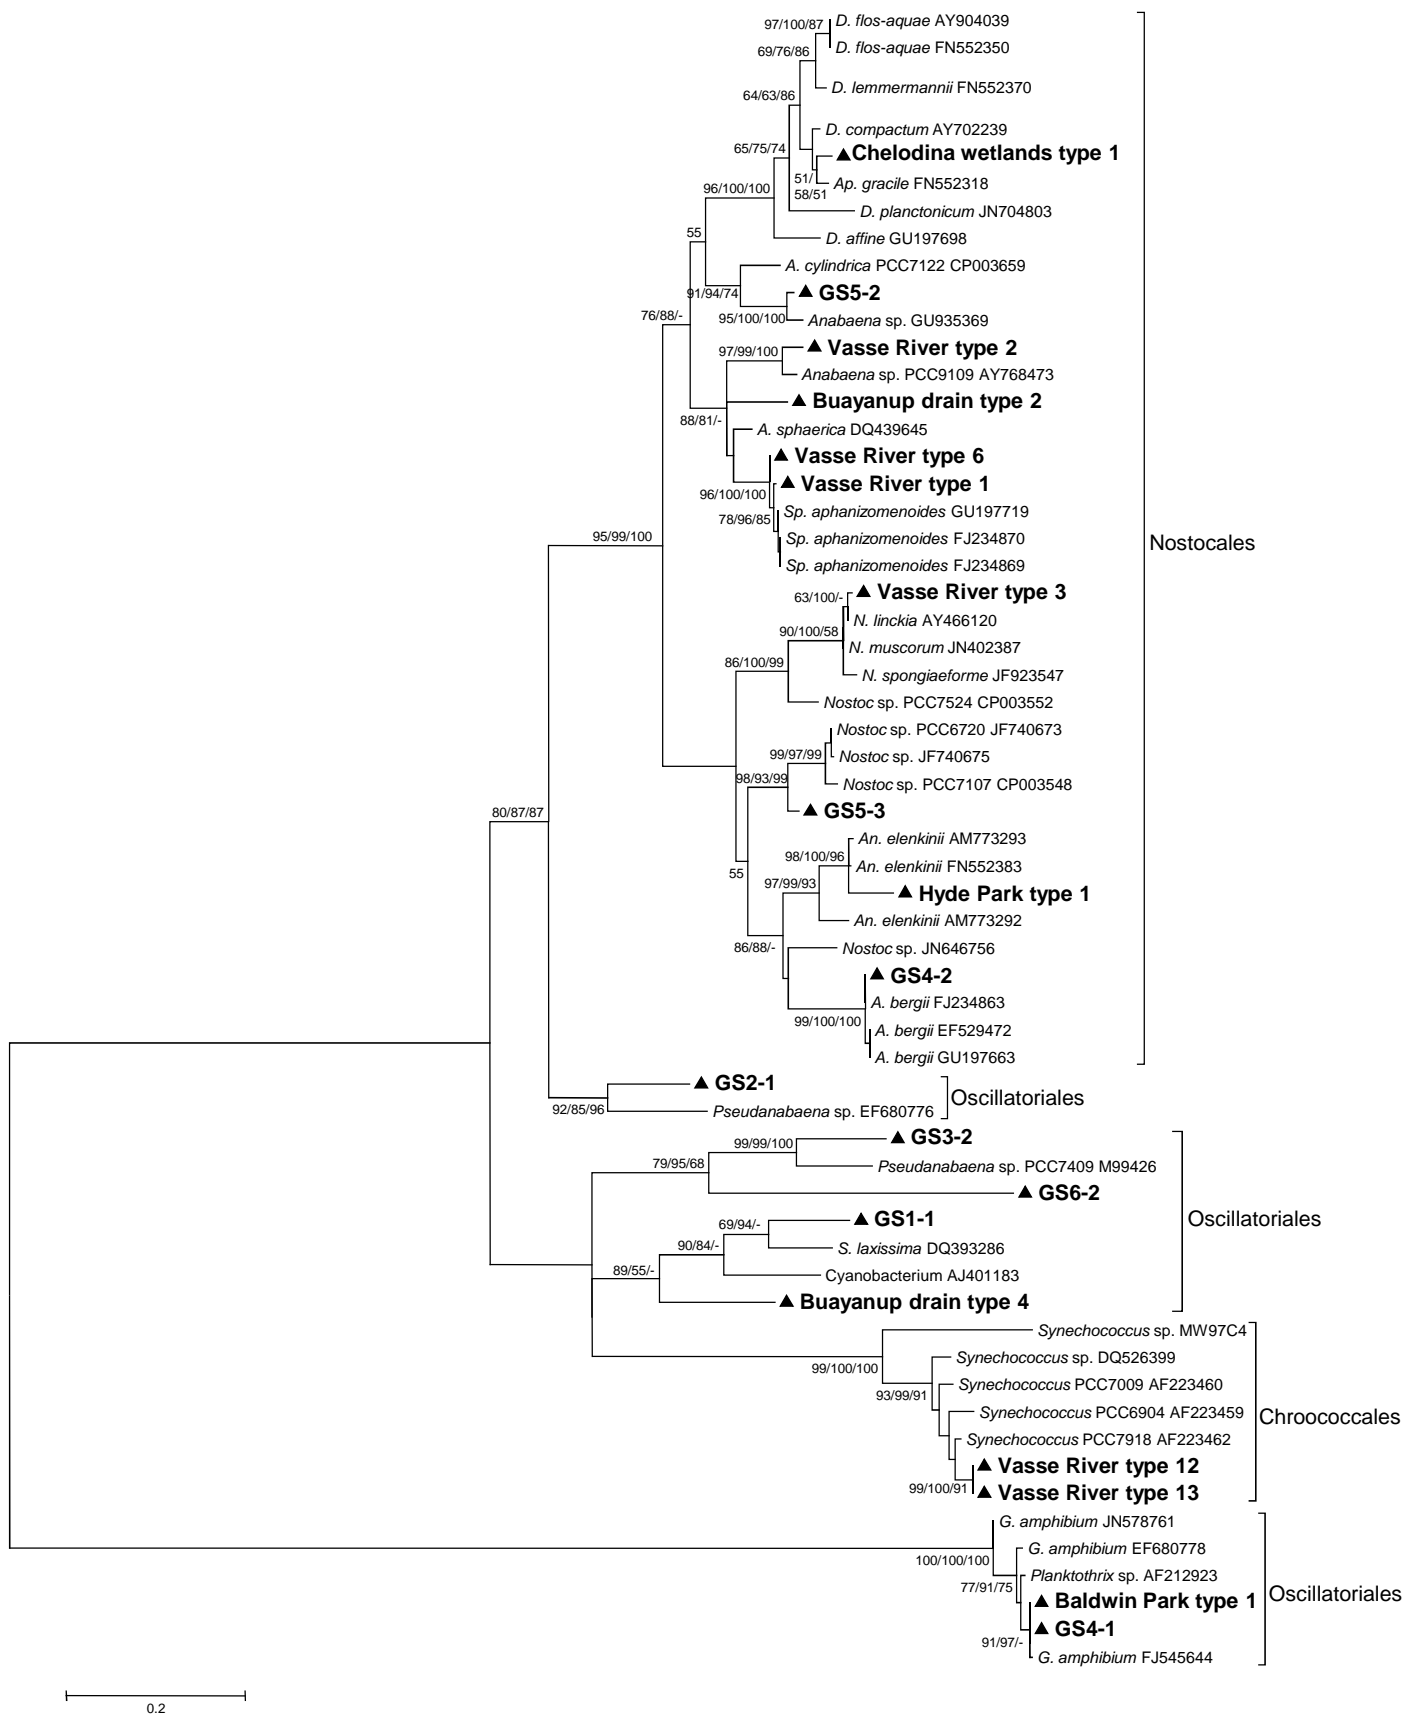 97/100/87
D. flos-aquae AY904039
D. flos-aquae FN552350
69/76/86
D. lemmermannii FN552370
64/63/86
D. compactum AY702239
65/75/74
▲Chelodina wetlands type 1
51/
58/51
Ap. gracile FN552318
96/100/100
D. planctonicum JN704803
55
D. affine GU197698
A. cylindrica PCC7122 CP003659
91/94/74
▲ GS5-2
95/100/100
Anabaena sp. GU935369
76/88/-
97/99/100
▲ Vasse River type 2
Anabaena sp. PCC9109 AY768473
▲ Buayanup drain type 2
88/81/-
A. sphaerica DQ439645
▲ Vasse River type 6
▲ Vasse River type 1
96/100/100
78/96/85
Sp. aphanizomenoides GU197719
Sp. aphanizomenoides FJ234870
95/99/100
Nostocales
Sp. aphanizomenoides FJ234869
63/100/-
▲ Vasse River type 3
N. linckia AY466120
90/100/58
N. muscorum JN402387
86/100/99
N. spongiaeforme JF923547
Nostoc sp. PCC7524 CP003552
Nostoc sp. PCC6720 JF740673
99/97/99
Nostoc sp. JF740675
98/93/99
Nostoc sp. PCC7107 CP003548
▲ GS5-3
80/87/87
An. elenkinii AM773293
98/100/96
An. elenkinii FN552383
55
97/99/93
▲ Hyde Park type 1
An. elenkinii AM773292
86/88/-
Nostoc sp. JN646756
▲ GS4-2
A. bergii FJ234863
99/100/100
A. bergii EF529472
A. bergii GU197663
▲ GS2-1
Oscillatoriales
92/85/96
Pseudanabaena sp. EF680776
99/99/100
▲ GS3-2
79/95/68
Pseudanabaena sp. PCC7409 M99426
▲ GS6-2
69/94/-
▲ GS1-1
Oscillatoriales
90/84/-
S. laxissima DQ393286
89/55/-
Cyanobacterium AJ401183
▲ Buayanup drain type 4
Synechococcus sp. MW97C4
99/100/100
Synechococcus sp. DQ526399
93/99/91
Synechococcus PCC7009 AF223460
Synechococcus PCC6904 AF223459
Chroococcales
Synechococcus PCC7918 AF223462
▲ Vasse River type 12
99/100/91
▲ Vasse River type 13
G. amphibium JN578761
100/100/100
G. amphibium EF680778
77/91/75
Planktothrix sp. AF212923
Oscillatoriales
▲ Baldwin Park type 1
▲ GS4-1
91/97/-
G. amphibium FJ545644
0.2